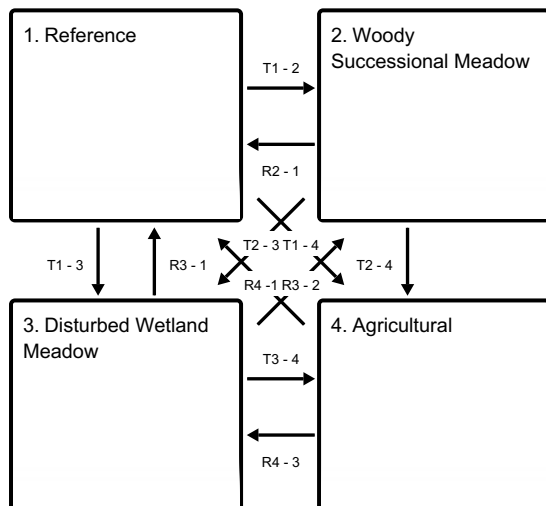 1. Reference
2. Woody
Successional Meadow
T1 - 2
R2 - 1
T2 - 3 T1 - 4
T1 - 3
R3 - 1
T2 - 4
R4 -1 R3 - 2
3. Disturbed Wetland
Meadow
4. Agricultural
T3 - 4
R4 - 3